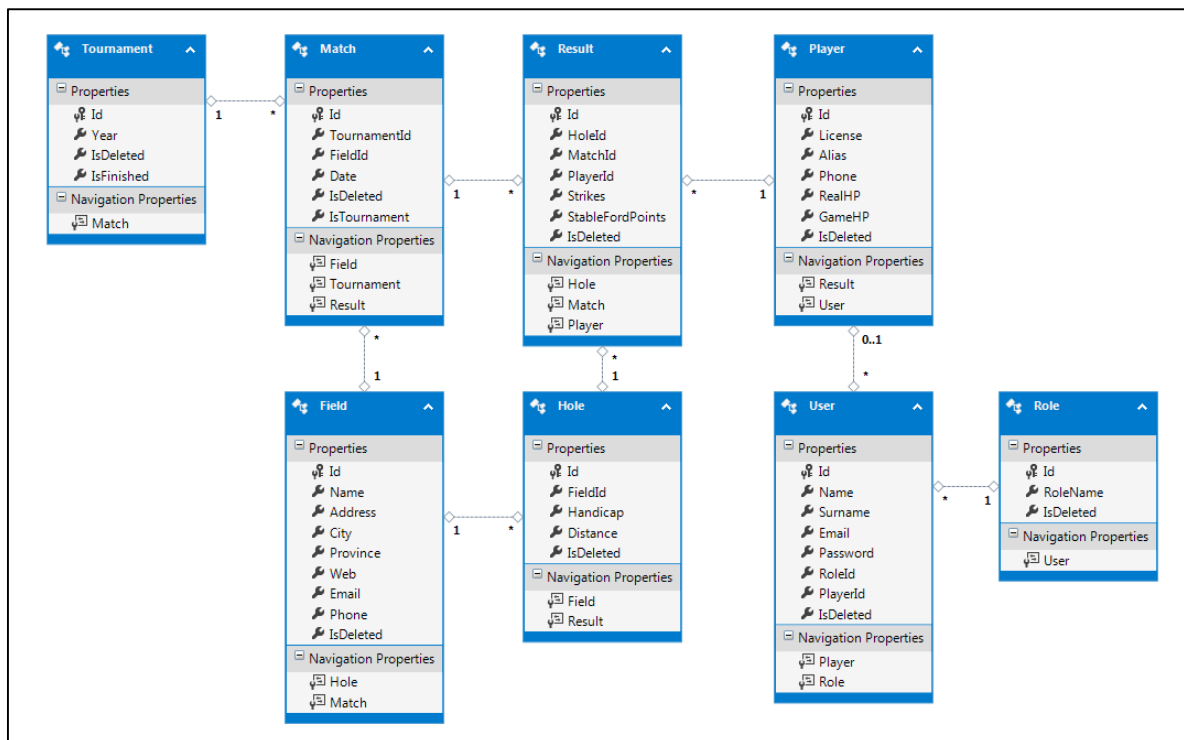 Tournament
Properties
Id
Year
IsDeleted
IsFinished
Navigation Properties
Match
1
*
Match
Properties
Id
TournamentId
FieldId
Date
IsDeleted
IsTournament
Navigation Properties
Field
Tournament
Result
1
*
Result
Properties
Id
HoleId
MatchId
PlayerId
Strikes
StableFordPoints
IsDeleted
Navigation Properties
Hole
Match
Player
*
1
Player
Properties
Id
License
Alias
Phone
RealHP
GameHP
IsDeleted
Navigation Properties
Result
User
*
1
*
1
0..1
*
Field
Properties
Id
Name
Address
City
Province
Web
Email
Phone
IsDeleted
Navigation Properties
Hole
Match
1
*
Hole
Properties
Id
FieldId
Handicap
Distance
IsDeleted
Navigation Properties
Field
Result
User
Properties
Id
Name
Surname
Email
Password
RoleId
PlayerId
IsDeleted
Navigation Properties
Player
Role
*
1
Role
Properties
Id
RoleName
IsDeleted
Navigation Properties
User